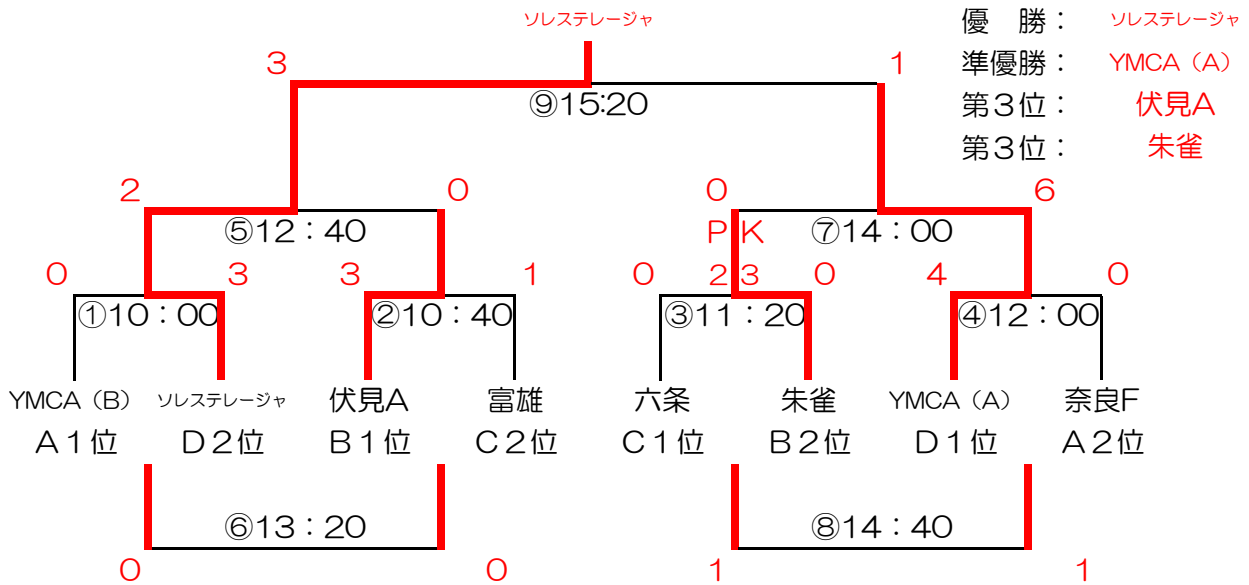 ソレステレージャ
優　勝： ソレステレージャ
準優勝： YMCA（A）
第３位： 伏見A
第３位： 朱雀
3 1
⑨15:20
2 0 0 6
⑤12：40 PK ⑦14：00
0 3 3 1 0 2 3 0 4 0
①10：00 ②10：40 ③11：20 ④12：00
YMCA（B） ソレステレージャ 伏見A 富雄 六条 朱雀 YMCA（A） 奈良F
A１位 D２位 B１位 C２位 C１位 B２位 D１位 A２位
⑥13：20 ⑧14：40
0 0 1 1